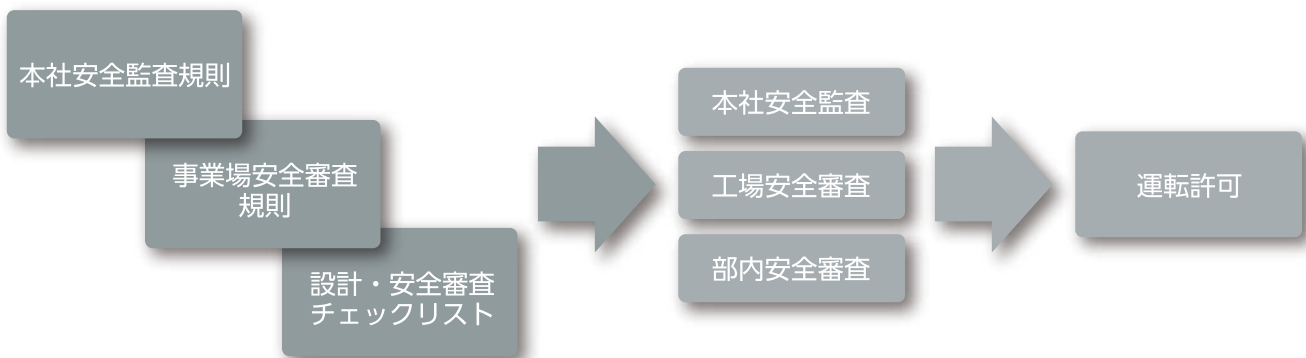 本社安全監査規則
事業場安全審査
規則
設計・安全審査
チェックリスト
本社安全監査
工場安全審査
部内安全審査
運転許可